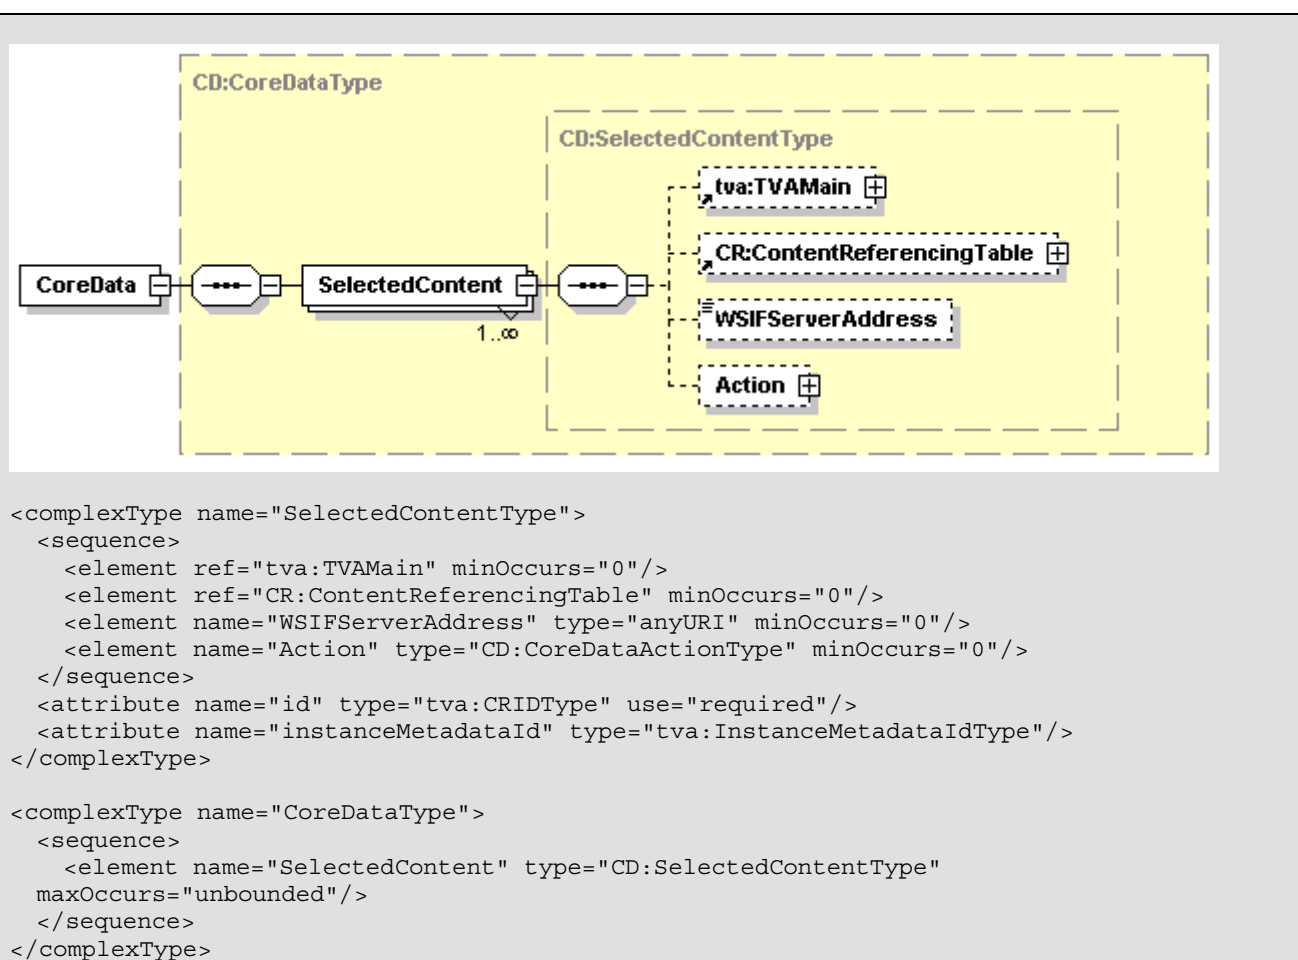 CD:CoreDataType
CD:SelectedContentType
tva:TVAMain
CR:ContentReferencingTable
CoreData
SelectedContent
1..∞
WSIFServerAddress
Action
<complexType name="SelectedContentType">
  <sequence>
    <element ref="tva:TVAMain" minOccurs="0"/>
    <element ref="CR:ContentReferencingTable" minOccurs="0"/>
    <element name="WSIFServerAddress" type="anyURI" minOccurs="0"/>
    <element name="Action" type="CD:CoreDataActionType" minOccurs="0"/>
  </sequence>
  <attribute name="id" type="tva:CRIDType" use="required"/>
  <attribute name="instanceMetadataId" type="tva:InstanceMetadataIdType"/>
</complexType>
<complexType name="CoreDataType">
  <sequence>
    <element name="SelectedContent" type="CD:SelectedContentType"
  maxOccurs="unbounded"/>
  </sequence>
</complexType>